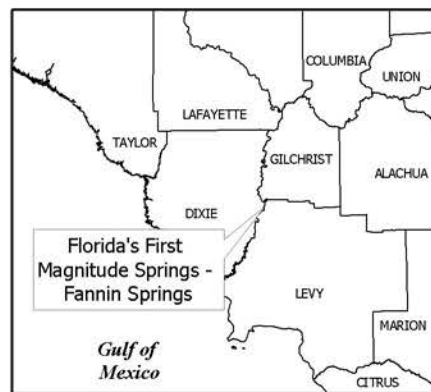 COLUMBIA
UNION
LAFAYETTE
TAYLOR
GILCHRIST
ALACHUA
DIXIE
Florida's First
Magnitude Springs -
Fannin Springs
LEVY
MARION
Gulf of
Mexico
CITRUS